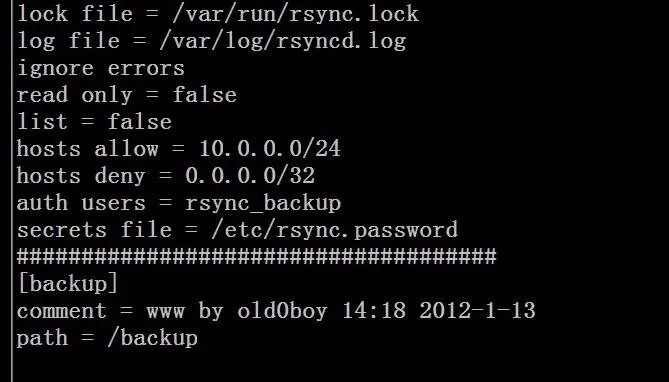 lock file = /var/run/rsync.lock
log file = /var/log/rsyncd.log
ignore errors
read only = false
list = false
hosts allow = 10.0.0.0/24
hosts deny = 0.0.0.0/32
auth users = rsync_backup
secrets file = /etc/rsync.password
#####################################
[backup]
comment = www by old0boy 14:18 2012-1-13
path = /backup